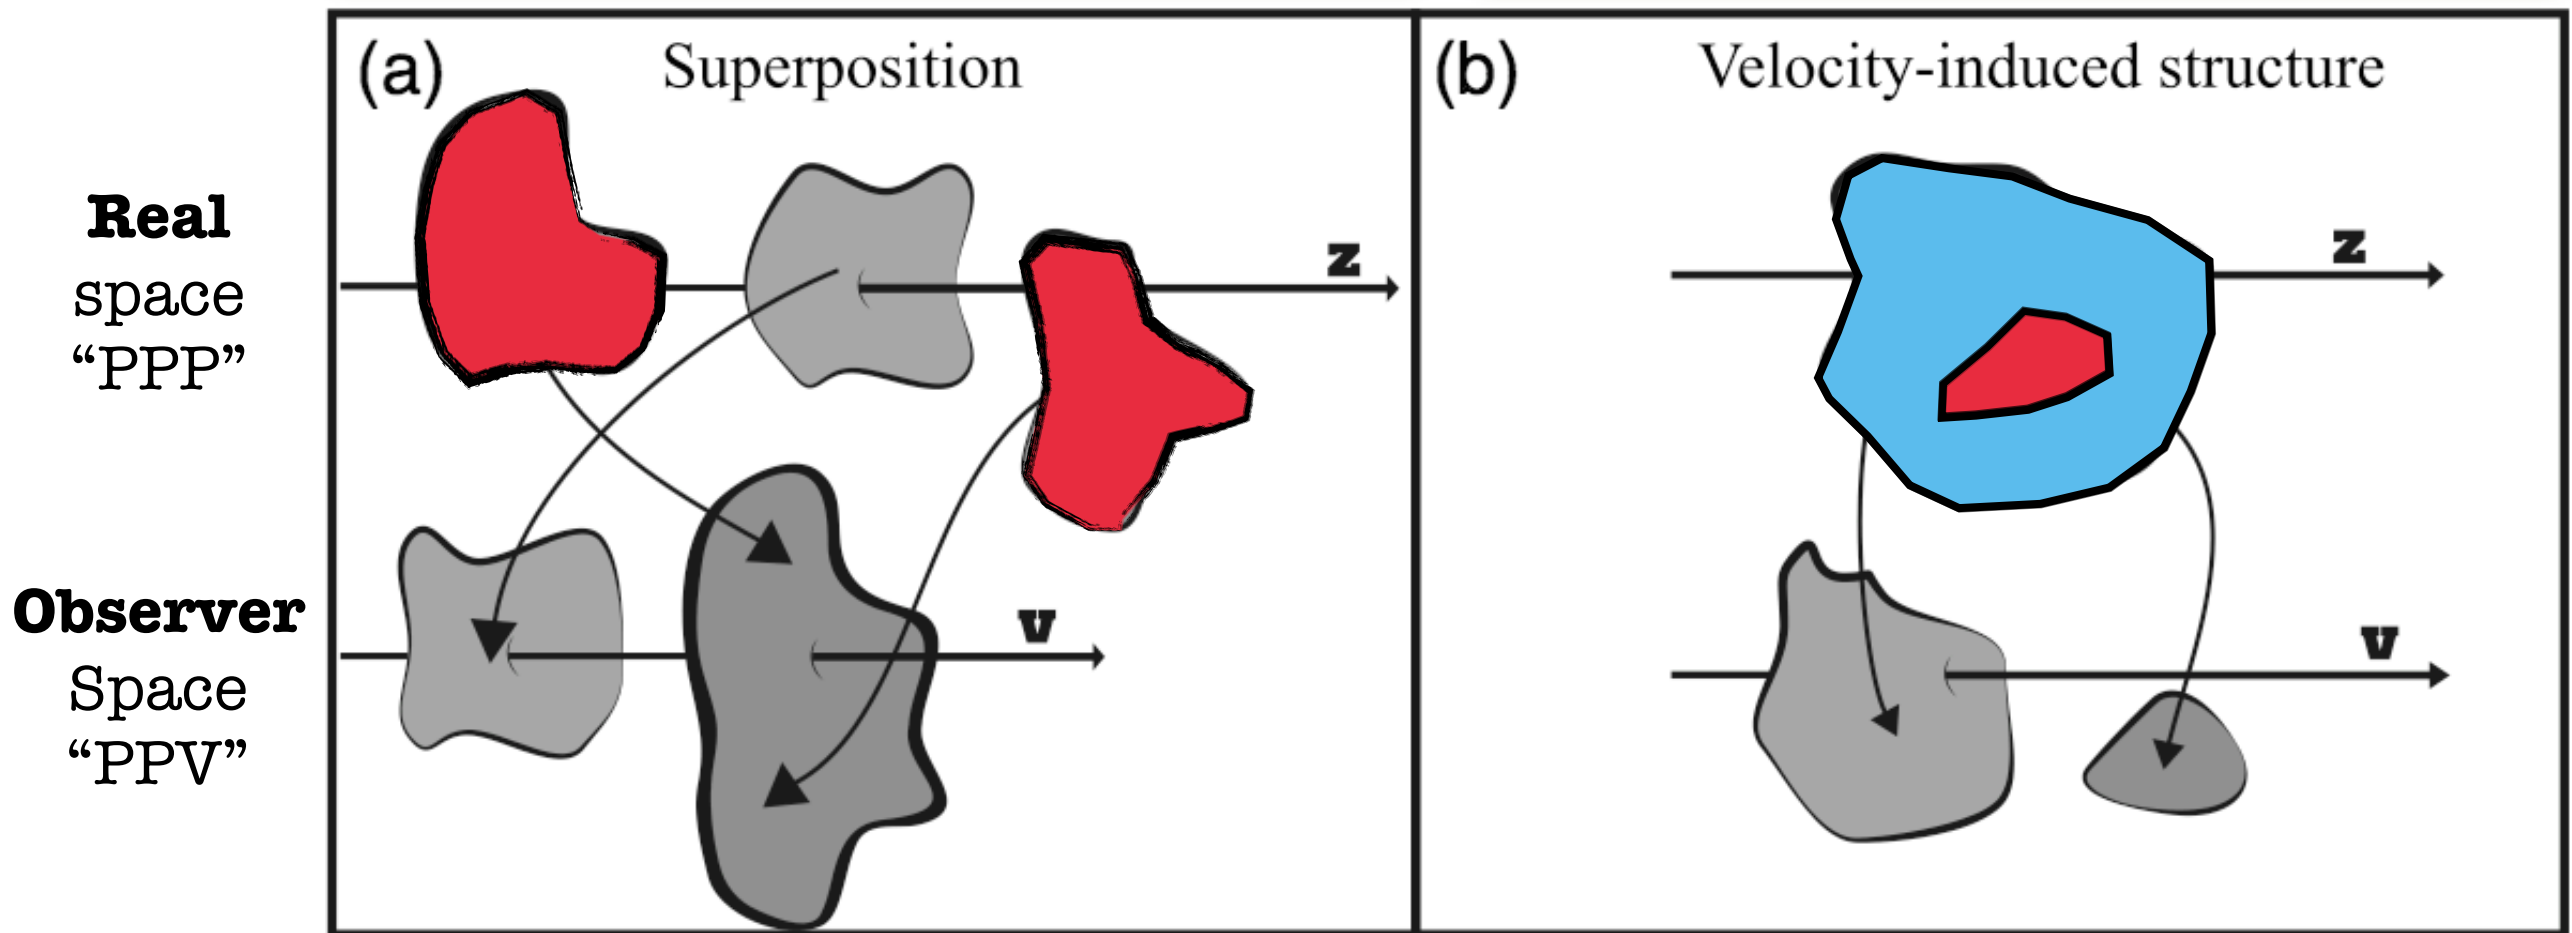 (a) Superposition
(b) Velocity-induced structure
Real
space
“PPP”
z
z
Observer
Space
“PPV”
v
v